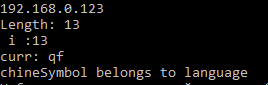 192.168.0.123
Length: 13
 i :13
curr: qf
chineSymbol belongs to language